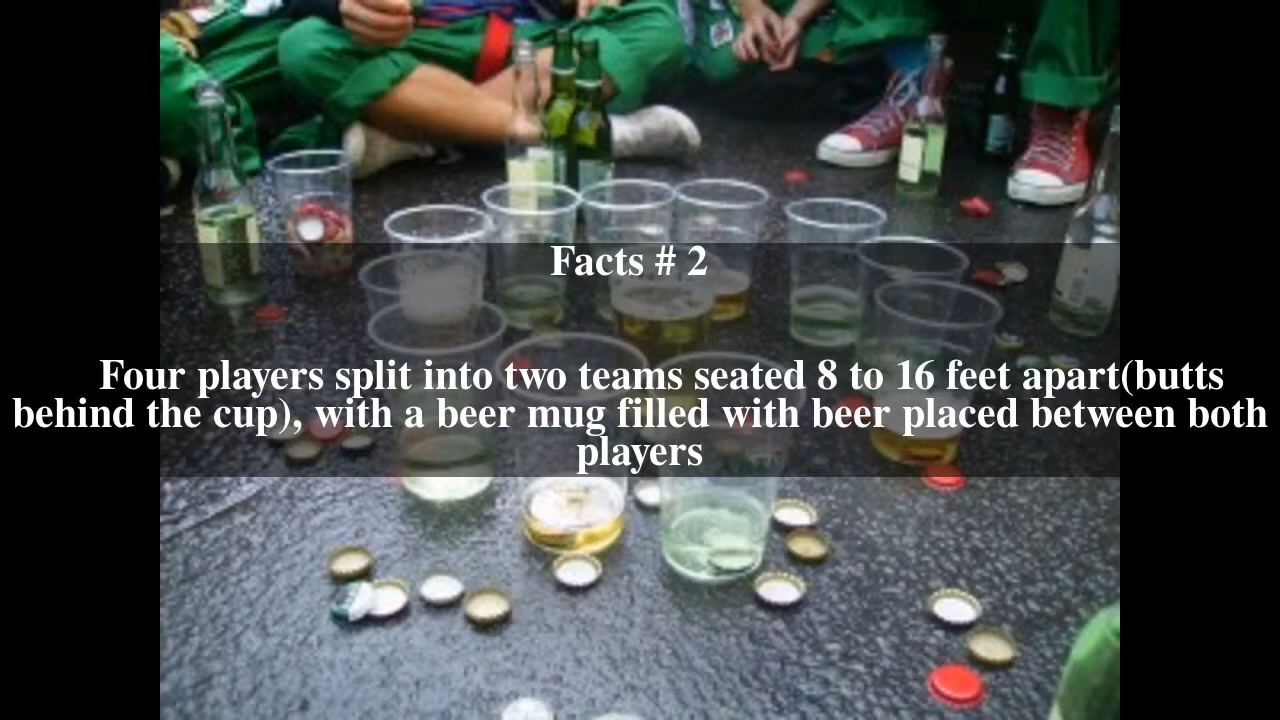 Facts # 2
Four players split into two teams seated 8 to 16 feet apart(butts
behind the cup), with a beer mug filled with beer placed between both
players